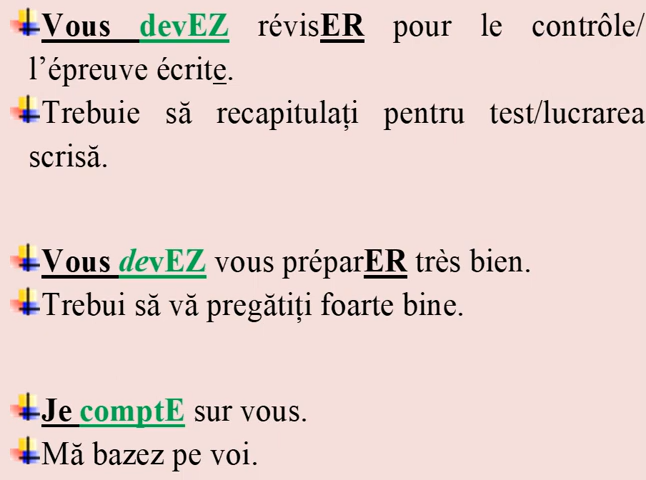 Vous devEZ révisER pour le contrôle/
l’épreuve écrite.
Trebuie să recapitulați pentru test/lucrarea
scrisă.
Vous devEZ vous préparER très bien.
Trebui să vă pregătiți foarte bine.
Je comptE sur vous.
Mă bazez pe voi.